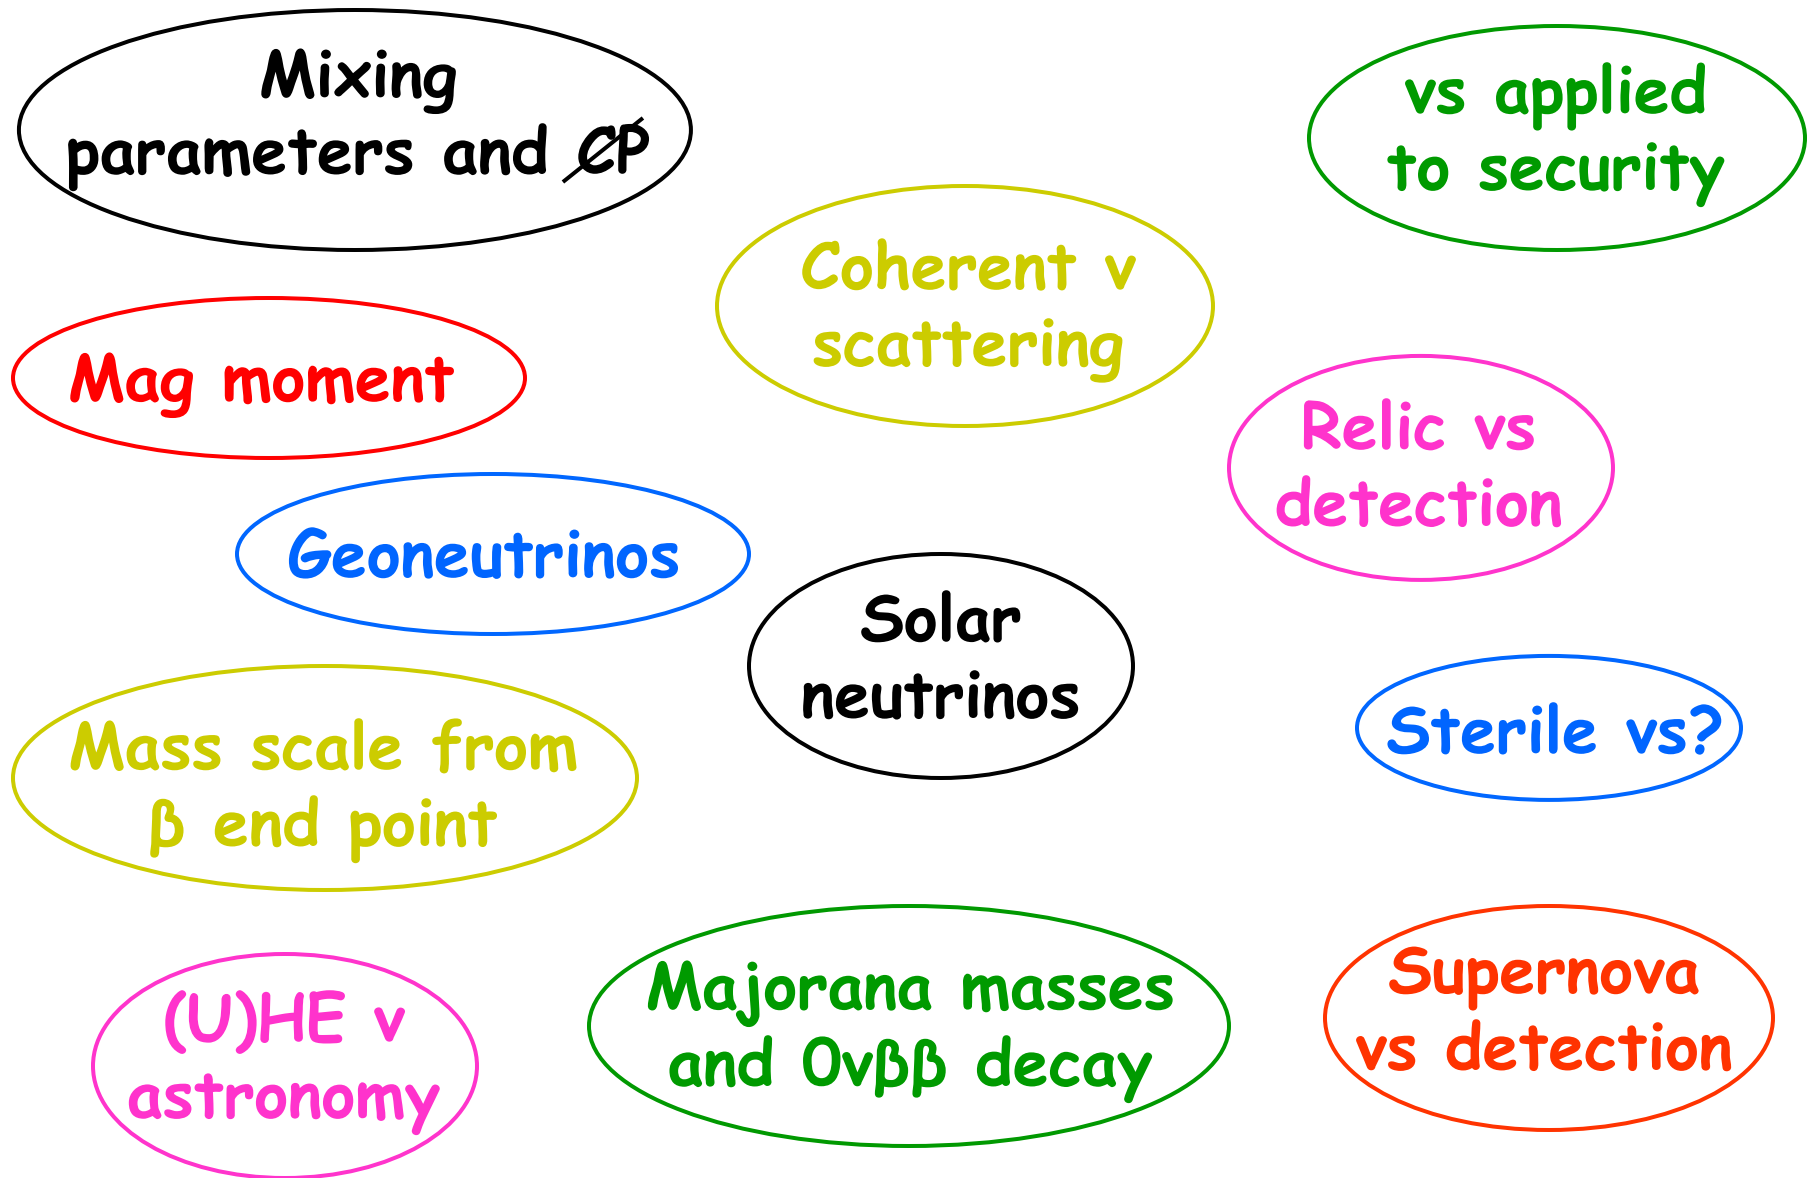 Mixing
parameters and CP
νs applied
to security
Coherent ν
scattering
Mag moment
Relic νs
detection
Geoneutrinos
Solar
neutrinos
Sterile νs?
Mass scale from
β end point
Supernova
νs detection
Majorana masses
and 0νββ decay
(U)HE ν
astronomy